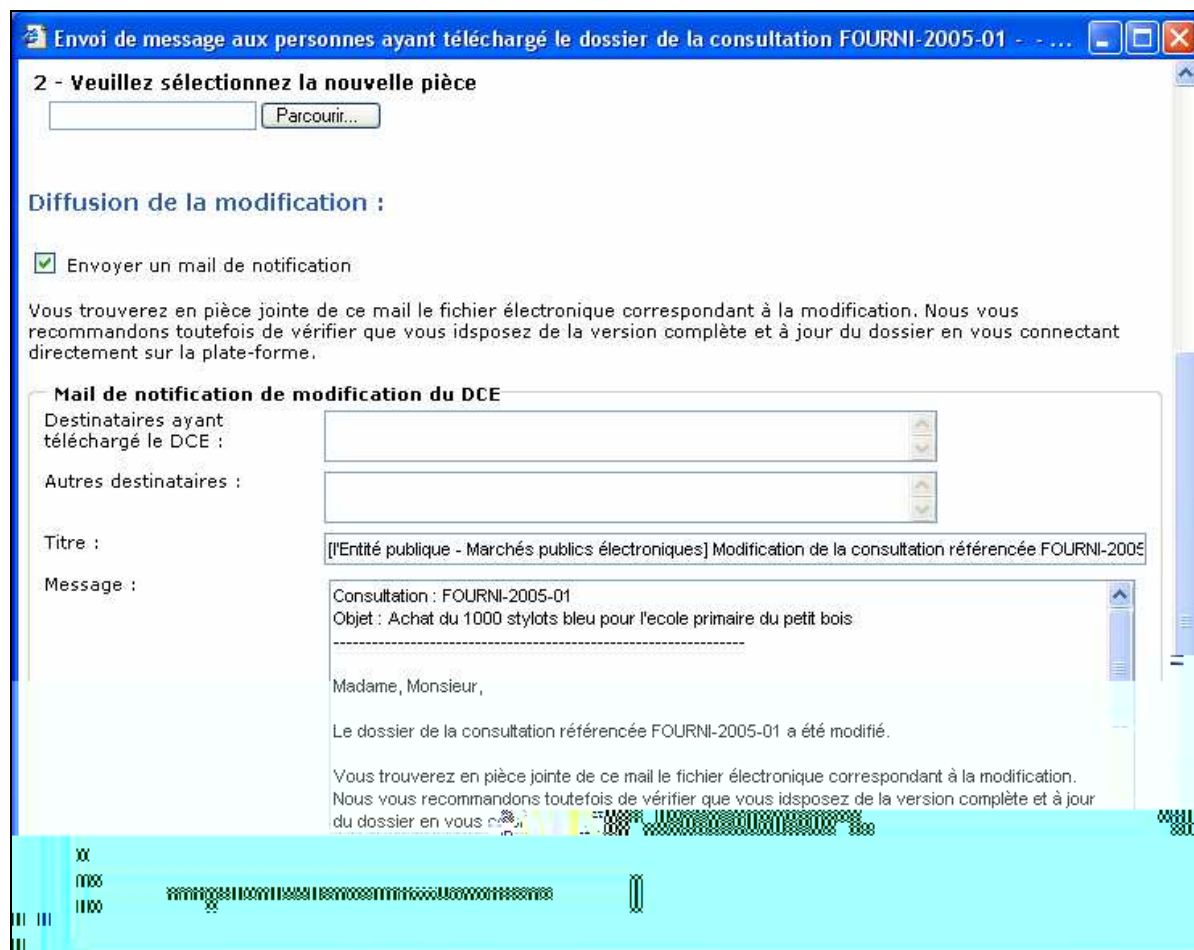 Envoi de message aux personnes ayant téléchargé le dossier de la consultation FOURNI-2005-01 - - ...
2 - Veuillez sélectionnez la nouvelle pièce
Parcourir...
Diffusion de la modification :
Envoyer un mail de notification
Vous trouverez en pièce jointe de ce mail le fichier électronique correspondant à la modification. Nous vous
recommandons toutefois de vérifier que vous idsposez de la version complète et à jour du dossier en vous connectant
directement sur la plate-forme.
Mail de notification de modification du DCE
Destinataires ayant
téléchargé le DCE :
Autres destinataires :
Titre :
[l'Entité publique - Marchés publics électroniques] Modification de la consultation référencée FOURNI-2005
Message :
Consultation : FOURNI-2005-01
Objet : Achat du 1000 stylots bleu pour l'ecole primaire du petit bois
----------------------------------------------------------------
Madame, Monsieur,
Le dossier de la consultation référencée FOURNI-2005-01 a été modifié.
Vous trouverez en pièce jointe de ce mail le fichier électronique correspondant à la modification.
Nous vous recommandons toutefois de vérifier que vous idsposez de la version complète et à jour
du dossier en vous